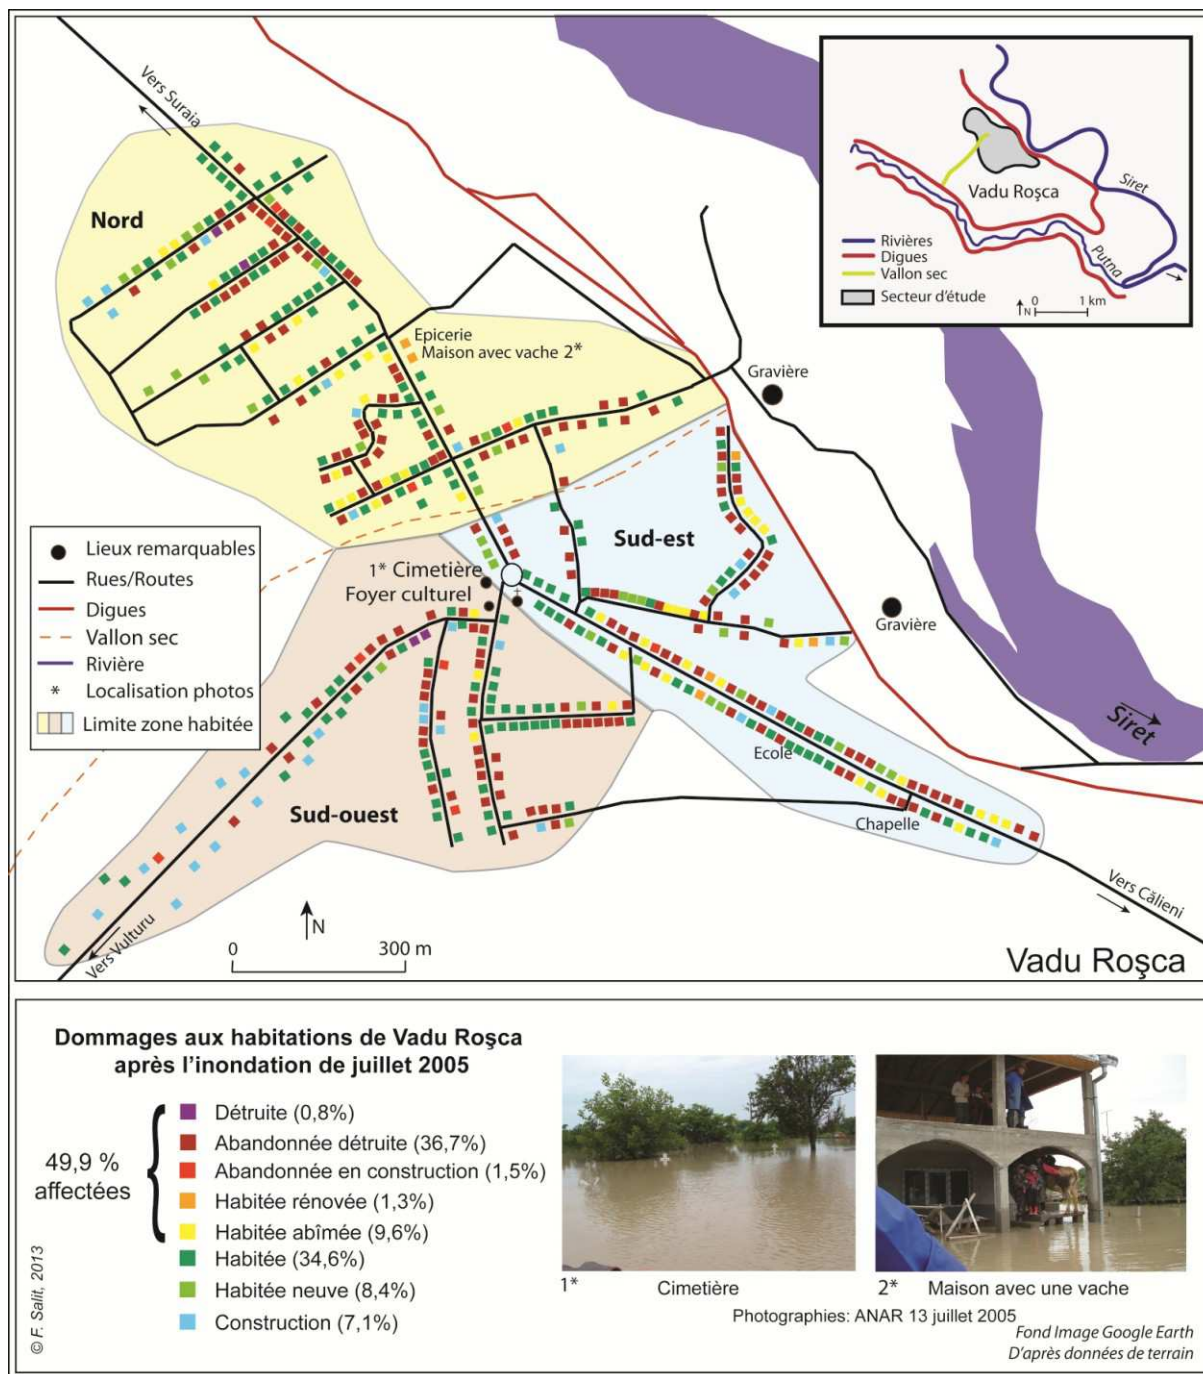 Vers Suraia
Nord
Siret
Vadu Roşca
Putna
Rivières
Digues
Vallon sec
Secteur d'étude
N
0
1 km
Epicerie
Maison avec vache 2*
Gravière
Lieux remarquables
Rues/Routes
Digues
Vallon sec
Rivière
* Localisation photos
Limite zone habitée
Sud-est
1* Cimetière
Foyer culturel
Gravière
Siret
Ecole
Sud-ouest
Chapelle
Vers Vulturu
N
0
300 m
Vers Călieni
Vadu Roşca
Dommages aux habitations de Vadu Roşca
après l'inondation de juillet 2005
49,9 %
affectées
Détruite (0,8%)
Abandonnée détruite (36,7%)
Abandonnée en construction (1,5%)
Habitée rénovée (1,3%)
Habitée abîmée (9,6%)
Habitée (34,6%)
Habitée neuve (8,4%)
Construction (7,1%)
© F. Salit, 2013
1* Cimetière
2* Maison avec une vache
Photographies: ANAR 13 juillet 2005
Fond Image Google Earth
D'après données de terrain